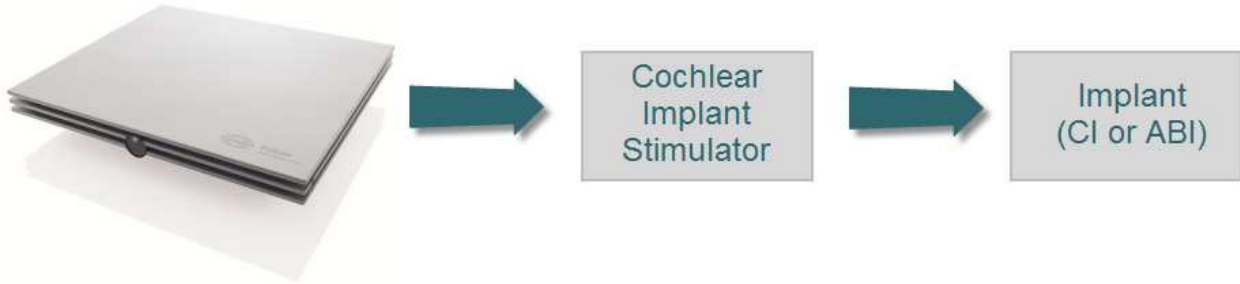 Cochlear
Implant
Stimulator
Implant
(CI or ABI)